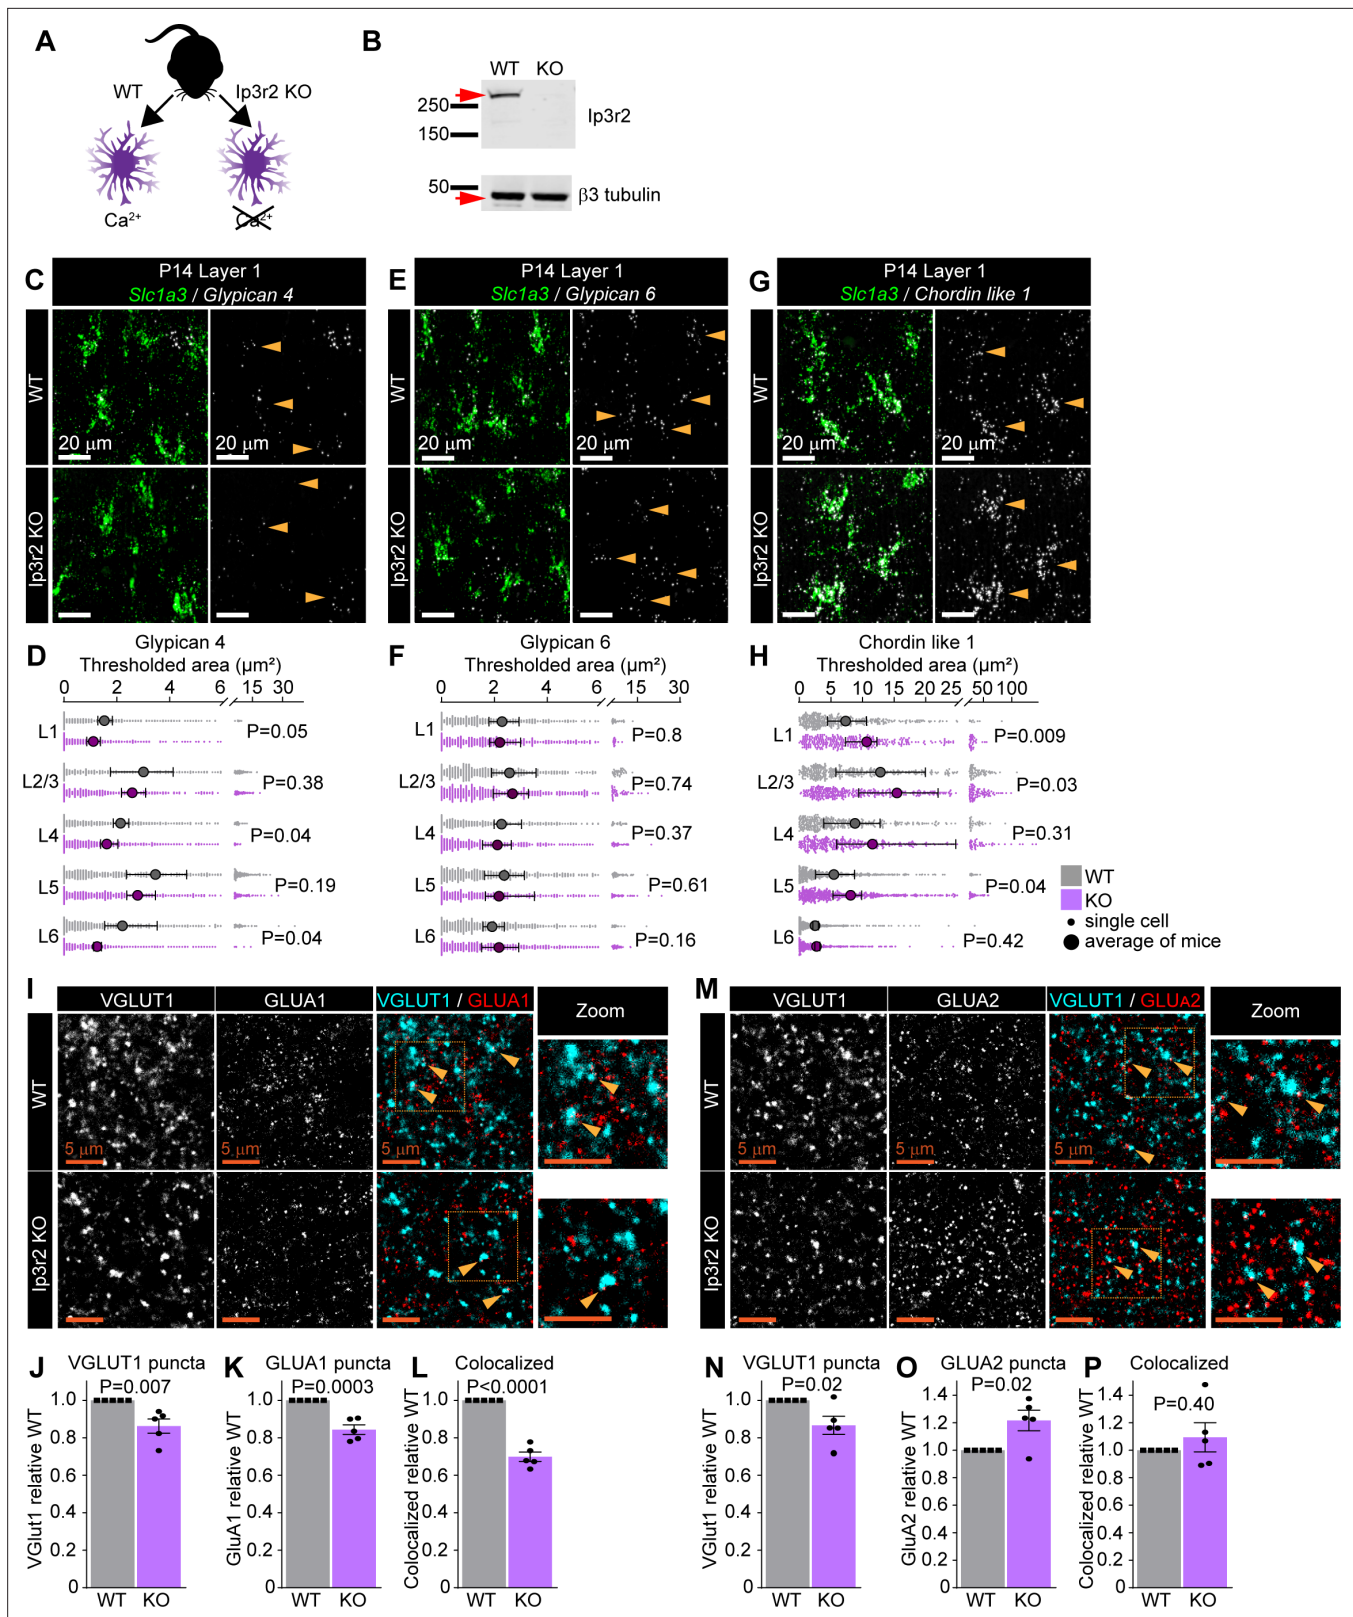 A
WT
Ip3r2 KO
Ca²⁺
Ca²⁺
B
WT KO
250
150
Ip3r2
50
β3 tubulin
C
P14 Layer 1
Slc1a3 / Glypican 4
WT
20 µm
20 µm
Ip3r2 KO
E
P14 Layer 1
Slc1a3 / Glypican 6
WT
20 µm
20 µm
Ip3r2 KO
G
P14 Layer 1
Slc1a3 / Chordin like 1
WT
20 µm
20 µm
Ip3r2 KO
D
Glypican 4
Thresholded area (µm²)
0 2 4 6 15 30
L1 P=0.05
L2/3 P=0.38
L4 P=0.04
L5 P=0.19
L6 P=0.04
F
Glypican 6
Thresholded area (µm²)
0 2 4 6 15 30
L1 P=0.8
L2/3 P=0.74
L4 P=0.37
L5 P=0.61
L6 P=0.16
H
Chordin like 1
Thresholded area (µm²)
0 5 10 15 20 25 50 100
L1 P=0.009
L2/3 P=0.03
L4 P=0.31
L5 P=0.04
L6 P=0.42
WT
KO
single cell
average of mice
I
VGLUT1 GLUA1 VGLUT1 / GLUA1 Zoom
WT
5 µm 5 µm 5 µm
Ip3r2 KO
M
VGLUT1 GLUA2 VGLUT1 / GLUA2 Zoom
WT
5 µm 5 µm 5 µm
Ip3r2 KO
J
VGLUT1 puncta
P=0.007
VGlut1 relative WT
1.0
0.8
0.6
0.4
0.2
0
WT KO
K
GLUA1 puncta
P=0.0003
GluA1 relative WT
1.0
0.8
0.6
0.4
0.2
0
WT KO
L
Colocalized
P<0.0001
Colocalized relative WT
1.0
0.8
0.6
0.4
0.2
0
WT KO
N
VGLUT1 puncta
P=0.02
VGlut1 relative WT
1.0
0.8
0.6
0.4
0.2
0
WT KO
O
GLUA2 puncta
P=0.02
GluA2 relative WT
1.4
1.2
1.0
0.8
0.6
0.4
0.2
0
WT KO
P
Colocalized
P=0.40
Colocalized relative WT
1.4
1.2
1.0
0.8
0.6
0.4
0.2
0
WT KO